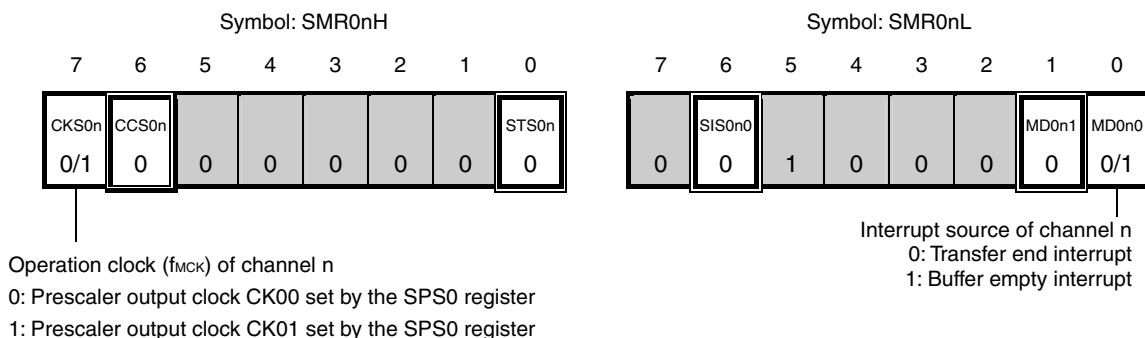 Symbol: SMR0nH
7 6 5 4 3 2 1 0
CKS0n CCS0n STS0n
0/1 0 0 0 0 0 0 0
Operation clock (fMCK) of channel n
0: Prescaler output clock CK00 set by the SPS0 register
1: Prescaler output clock CK01 set by the SPS0 register
Symbol: SMR0nL
7 6 5 4 3 2 1 0
SIS0n0 MD0n1 MD0n0
0 0 1 0 0 0 0 0/1
Interrupt source of channel n
0: Transfer end interrupt
1: Buffer empty interrupt